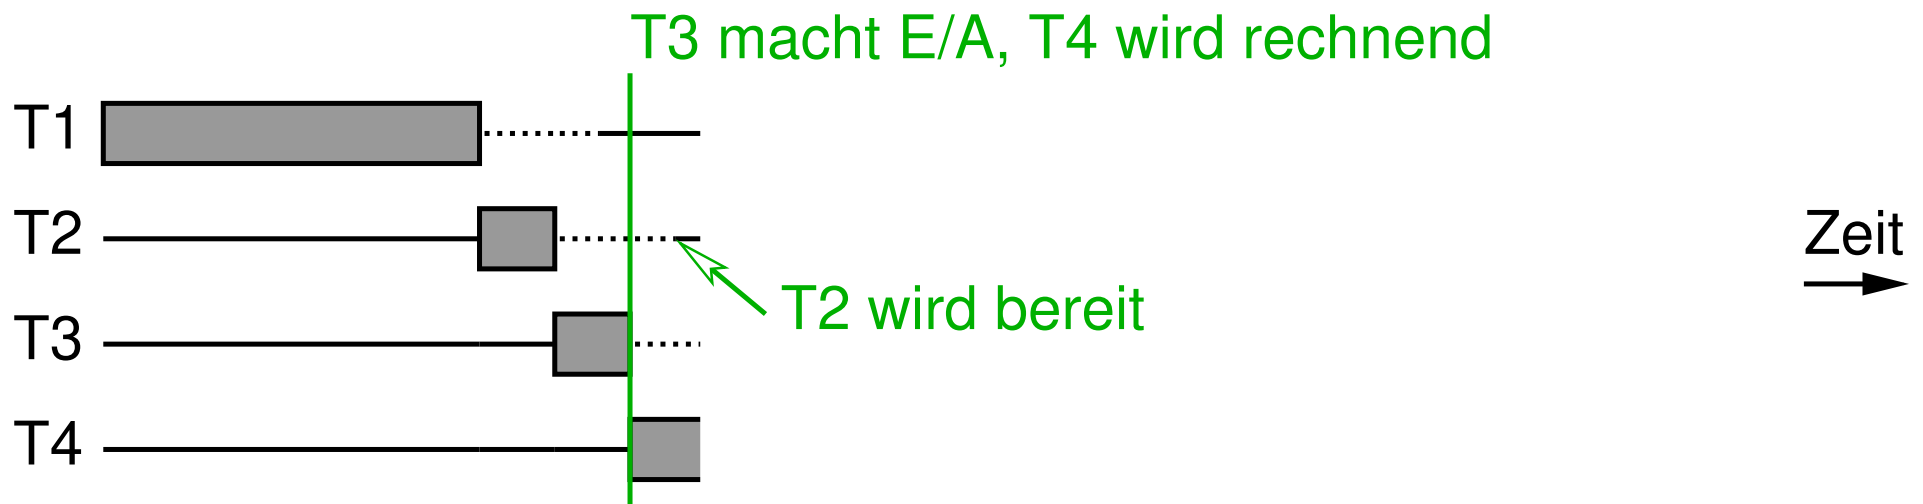 T3 macht E/A, T4 wird rechnend
T1
T2
Zeit
T2 wird bereit
T3
T4